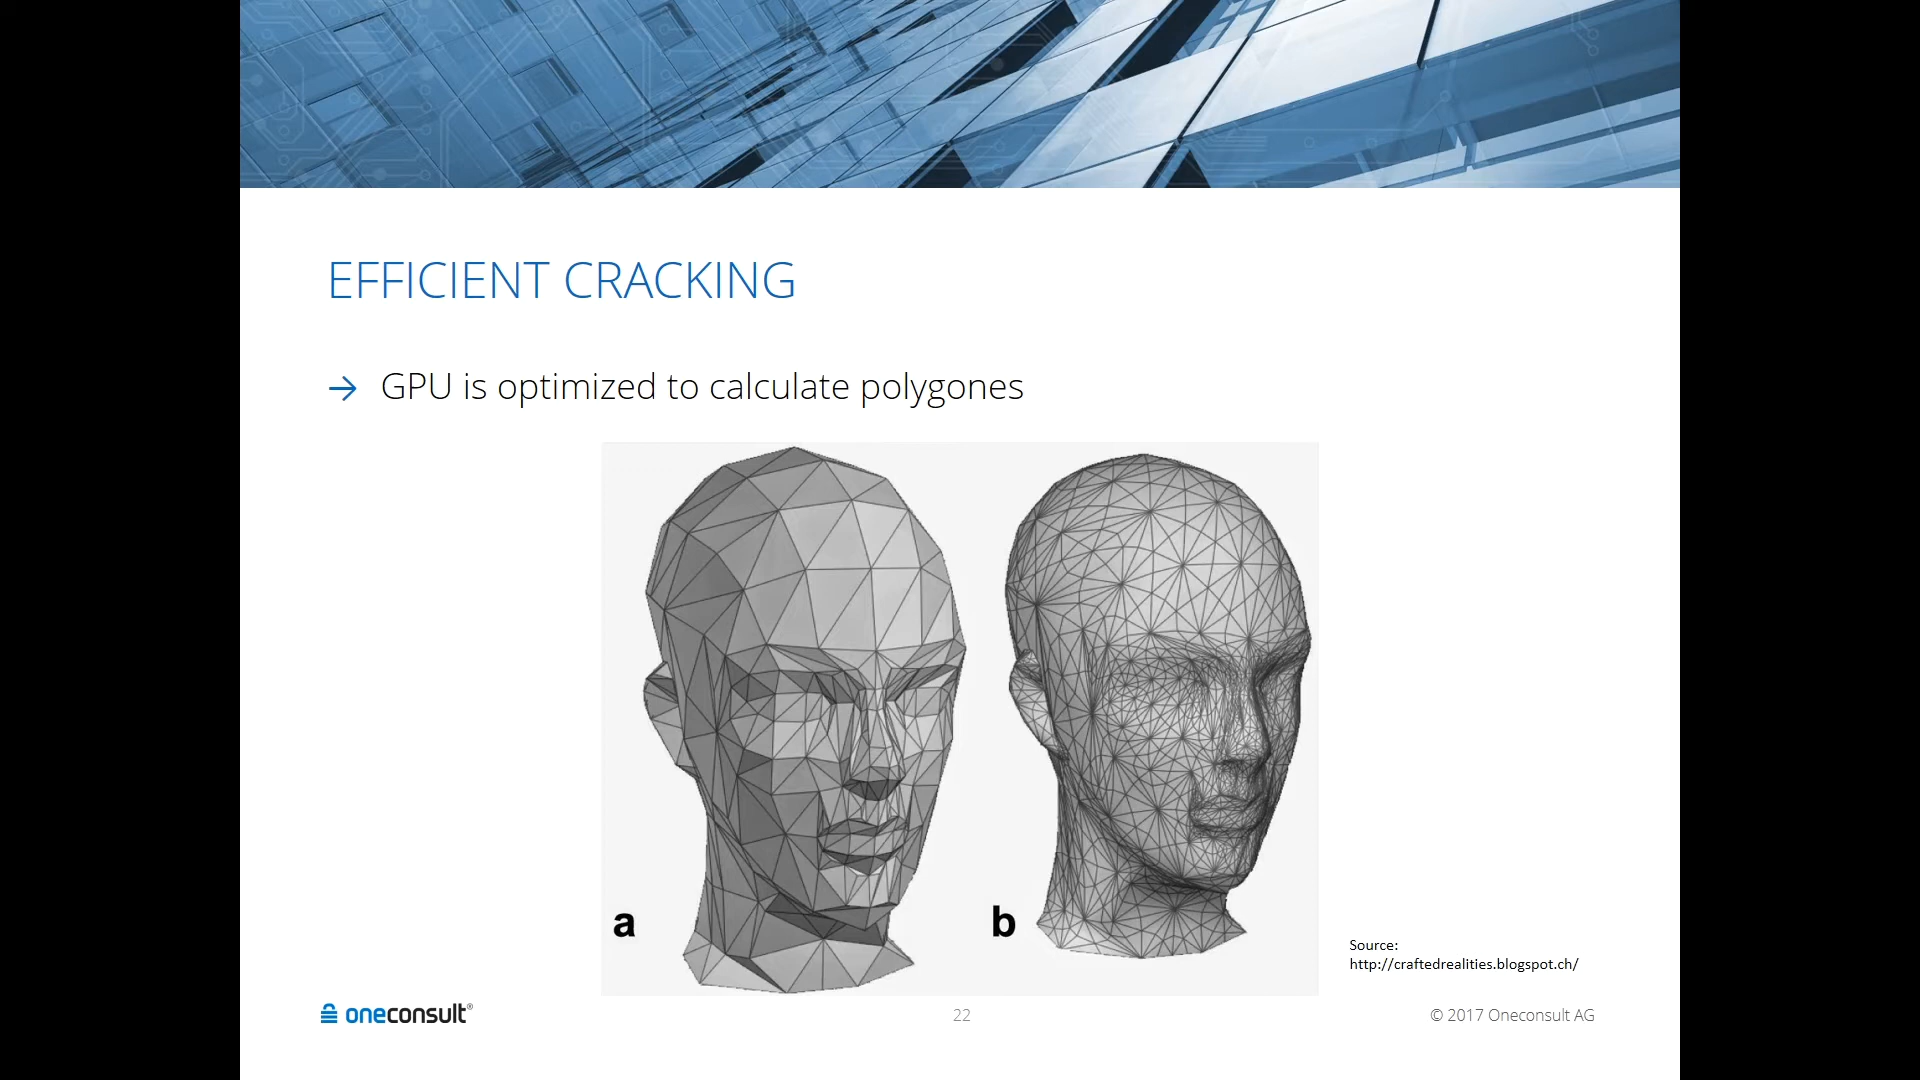 EFFICIENT CRACKING
→ GPU is optimized to calculate polygones
a
b
Source:
http://craftedrealities.blogspot.ch/
oneconsult®
22
© 2017 Oneconsult AG